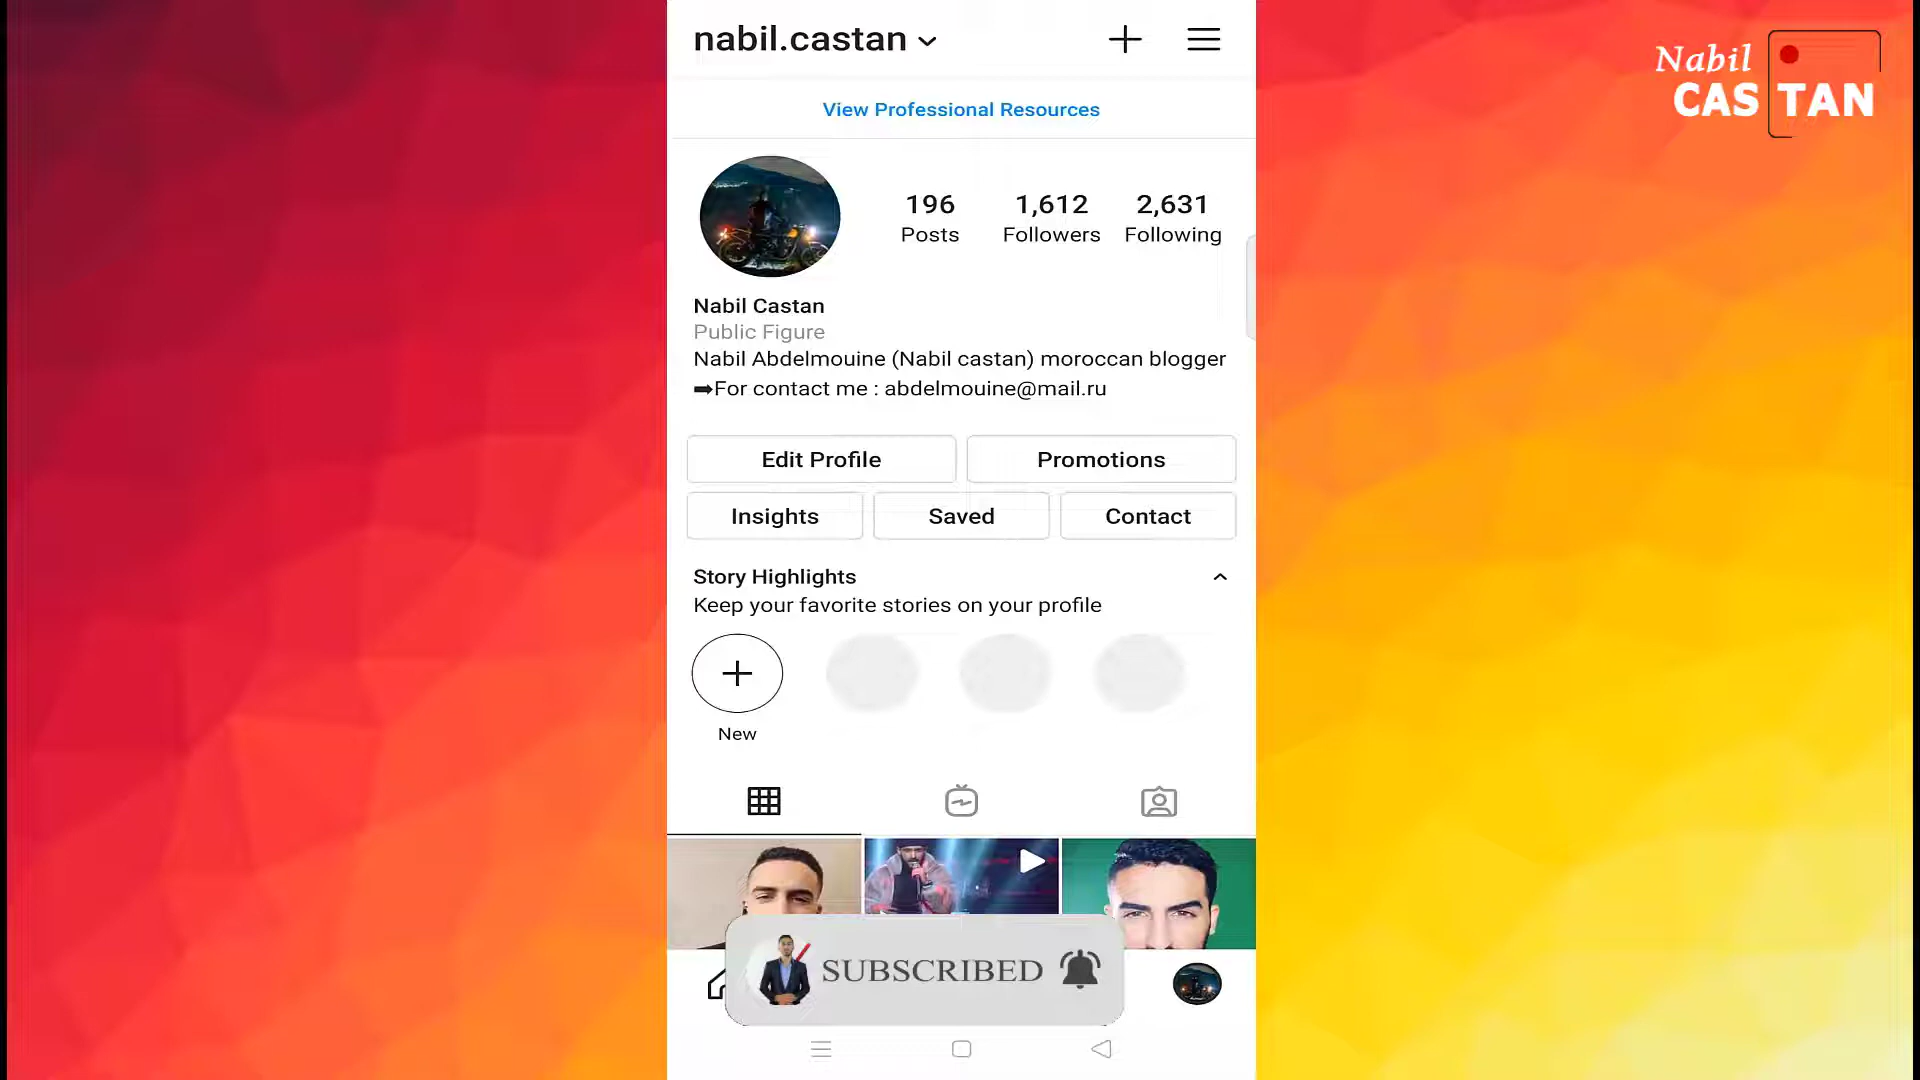 nabil.castan
Nabil
CAS TAN
View Professional Resources
196
Posts
1,612
Followers
2,631
Following
Nabil Castan
Public Figure
Nabil Abdelmouine (Nabil castan) moroccan blogger
➡For contact me : abdelmouine@mail.ru
Edit Profile
Promotions
Insights
Saved
Contact
Story Highlights
Keep your favorite stories on your profile
New
SUBSCRIBED